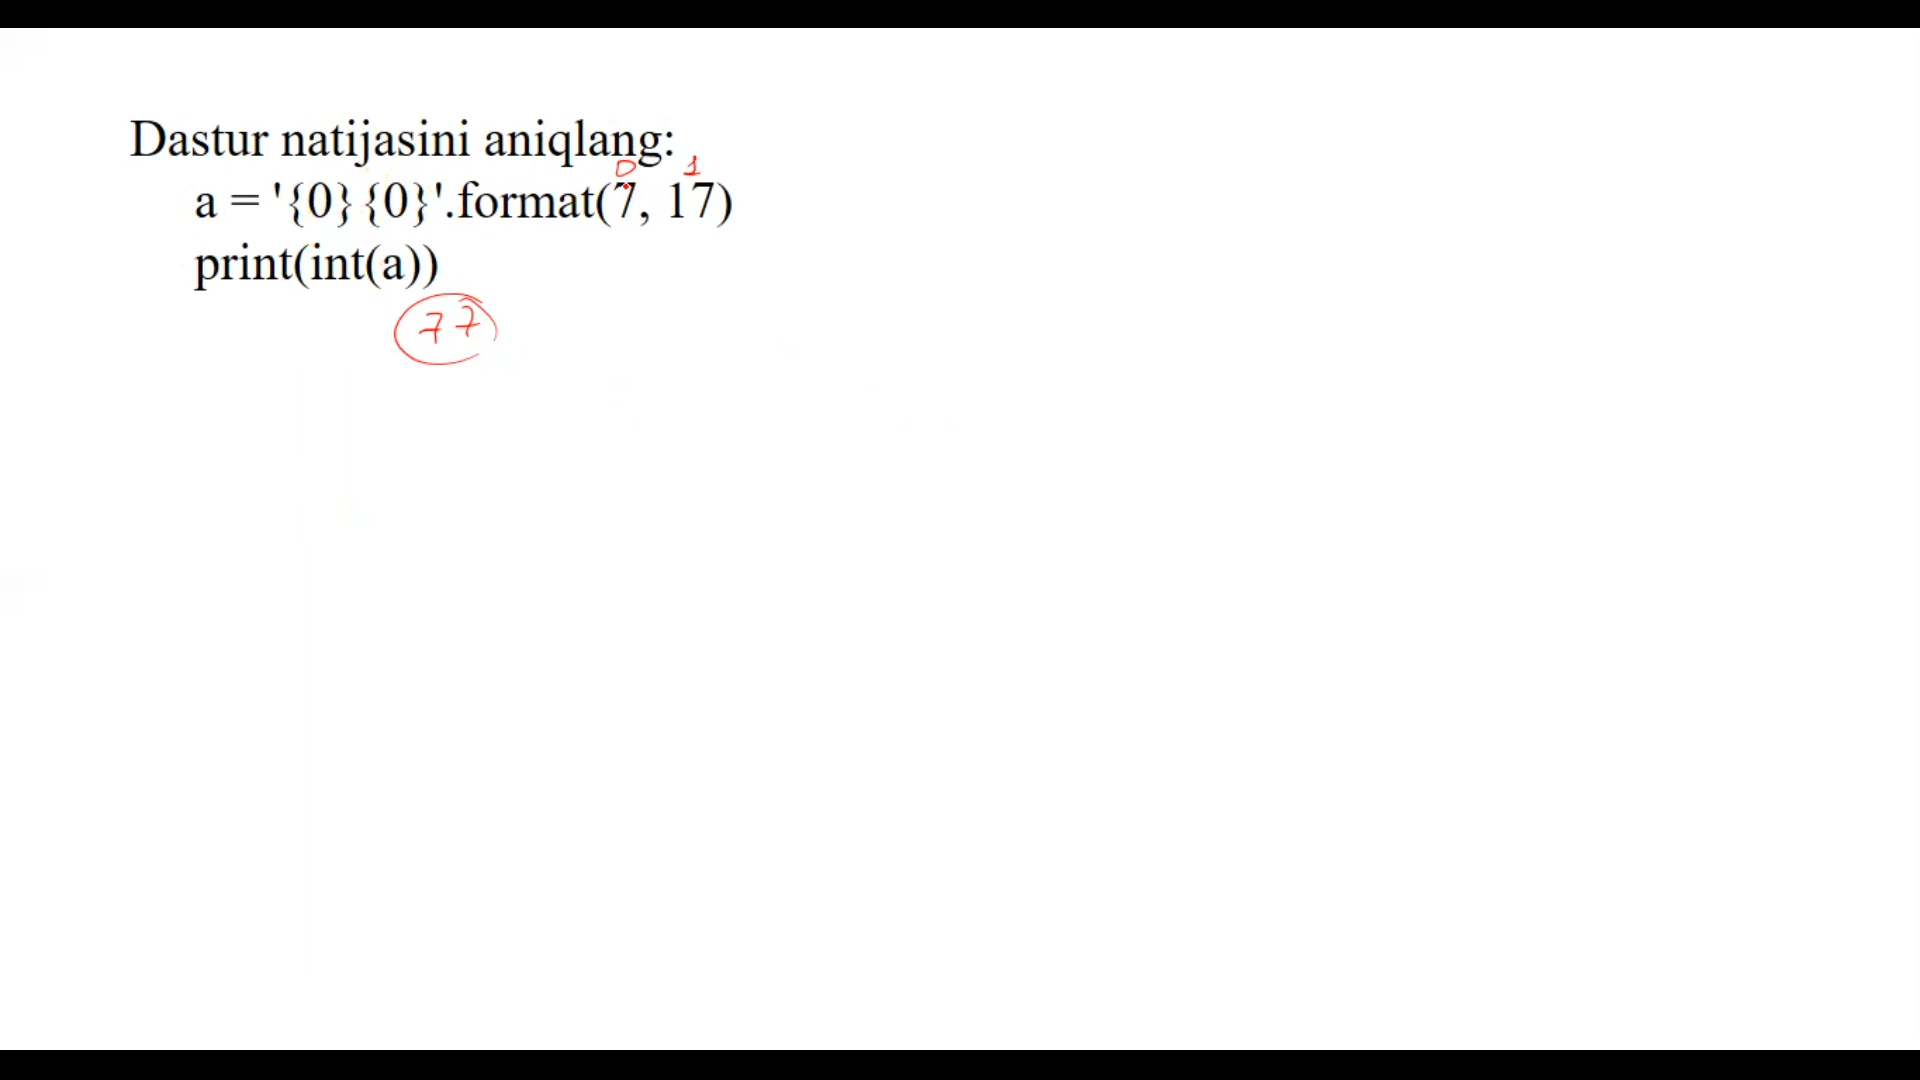 Dastur natijasini aniqlang:
0 1
a = '{0}{0}'.format(7, 17)
print(int(a))
77